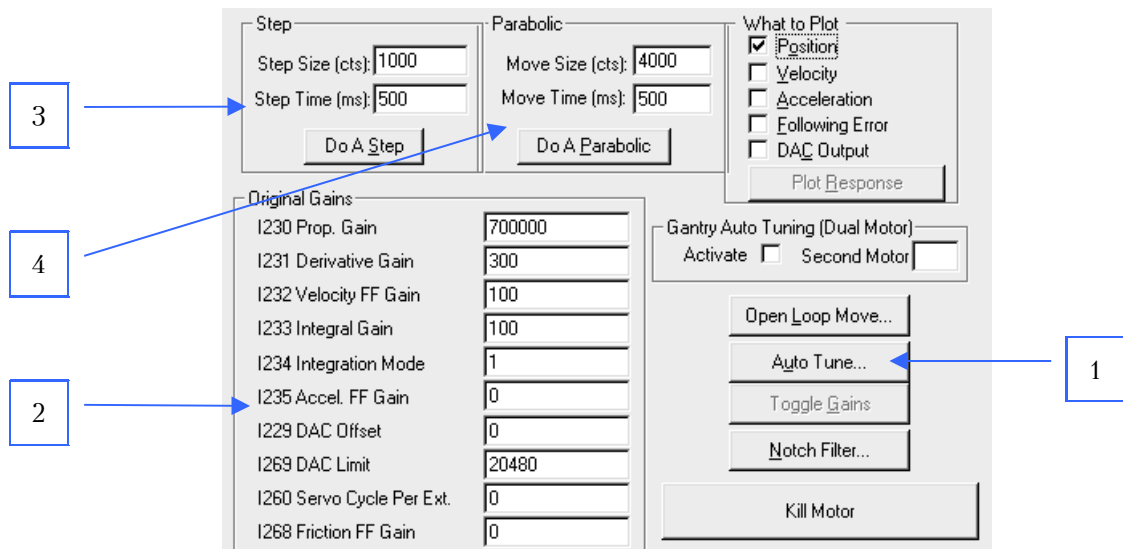 Step
Step Size (cts): 1000
Step Time (ms): 500
Do A Step
Parabolic
Move Size (cts): 4000
Move Time (ms): 500
Do A Parabolic
What to Plot
Position
Velocity
Acceleration
Following Error
DAC Output
Plot Response
3
4
2
1
Original Gains
I230 Prop. Gain 700000
I231 Derivative Gain 300
I232 Velocity FF Gain 100
I233 Integral Gain 100
I234 Integration Mode 1
I235 Accel. FF Gain 0
I229 DAC Offset 0
I269 DAC Limit 20480
I260 Servo Cycle Per Ext. 0
I268 Friction FF Gain 0
Gantry Auto Tuning (Dual Motor)
Activate Second Motor
Open Loop Move...
Auto Tune...
Toggle Gains
Notch Filter...
Kill Motor